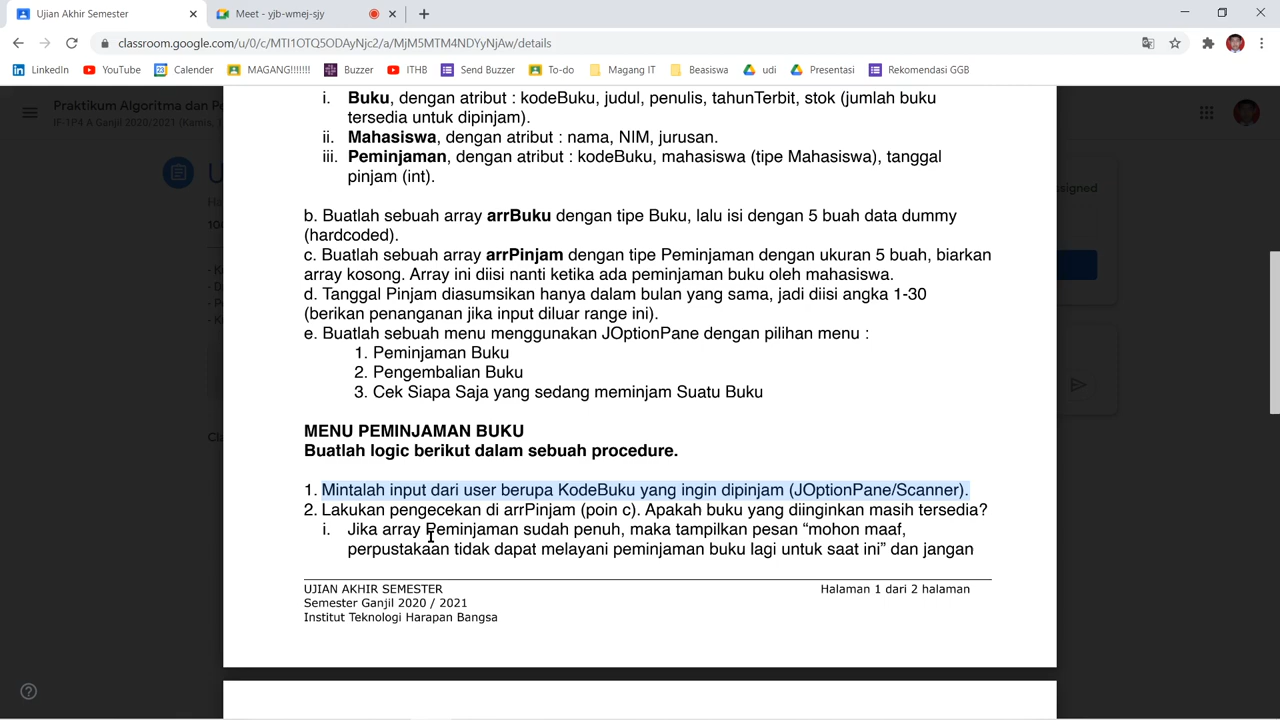 Ujian Akhir Semester
Meet - yjb-wmej-sjy
classroom.google.com/u/0/c/MTI1OTQ5ODAyNjc2/a/MjM5MTM4NDYyNjAw/details
LinkedIn
YouTube
Calender
MAGANG!!!!!!!
Buzzer
ITHB
Send Buzzer
To-do
Magang IT
Beasiswa
udi
Presentasi
Rekomendasi GGB
Praktikum Algoritma dan Pe
IF-1P4 A Ganjil 2020/2021 (Kamis, 1
i. Buku, dengan atribut : kodeBuku, judul, penulis, tahunTerbit, stok (jumlah buku
tersedia untuk dipinjam).
ii. Mahasiswa, dengan atribut : nama, NIM, jurusan.
iii. Peminjaman, dengan atribut : kodeBuku, mahasiswa (tipe Mahasiswa), tanggal
pinjam (int).
b. Buatlah sebuah array arrBuku dengan tipe Buku, lalu isi dengan 5 buah data dummy
(hardcoded).
c. Buatlah sebuah array arrPinjam dengan tipe Peminjaman dengan ukuran 5 buah, biarkan
array kosong. Array ini diisi nanti ketika ada peminjaman buku oleh mahasiswa.
d. Tanggal Pinjam diasumsikan hanya dalam bulan yang sama, jadi diisi angka 1-30
(berikan penanganan jika input diluar range ini).
e. Buatlah sebuah menu menggunakan JOptionPane dengan pilihan menu :
1. Peminjaman Buku
2. Pengembalian Buku
3. Cek Siapa Saja yang sedang meminjam Suatu Buku
MENU PEMINJAMAN BUKU
Buatlah logic berikut dalam sebuah procedure.
1. Mintalah input dari user berupa KodeBuku yang ingin dipinjam (JOptionPane/Scanner).
2. Lakukan pengecekan di arrPinjam (poin c). Apakah buku yang diinginkan masih tersedia?
i. Jika array Peminjaman sudah penuh, maka tampilkan pesan “mohon maaf,
perpustakaan tidak dapat melayani peminjaman buku lagi untuk saat ini” dan jangan
UJIAN AKHIR SEMESTER
Halaman 1 dari 2 halaman
Semester Ganjil 2020 / 2021
Institut Teknologi Harapan Bangsa